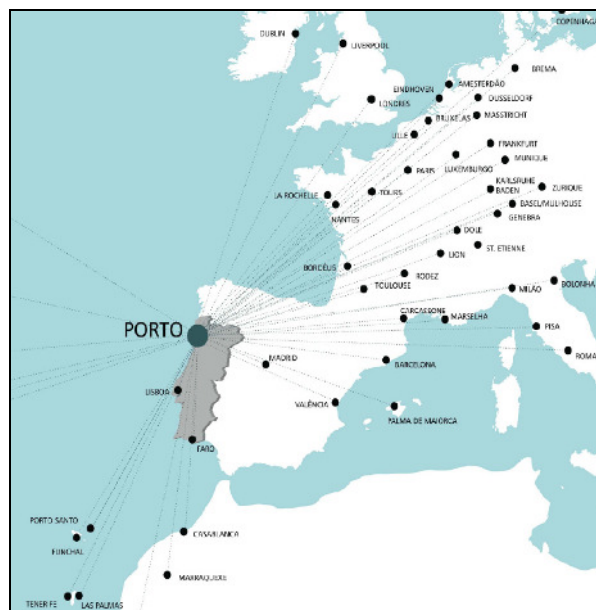 COPENHAGA
DUBLIN
LIVERPOOL
BREMA
AMESTERDÃO
EINDHOVEN
DUSSELDORF
LONDRES
MASSTRICHT
BRUXELAS
LILLE
FRANKFURT
MUNIQUE
LUXEMBURGO
PARIS
KARLSRUHE
BADEN
ZURIQUE
LA ROCHELLE
TOURS
NANTES
BASEL/MULHOUSE
GENEBRA
DOLE
ST. ETIENNE
LION
BORDÉUS
RODEZ
TOULOUSE
BOLONHA
MILÃO
CARCASSONE
MARSELHA
PORTO
PISA
MADRID
ROMA
BARCELONA
LISBOA
VALÊNCIA
PALMA DE MAIORCA
FARO
PORTO SANTO
CASABLANCA
FUNCHAL
MARRAQUEXE
TENERIFE
LAS PALMAS